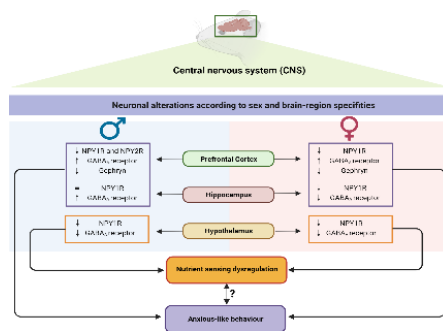 Central nervous system (CNS)
Neuronal alterations according to sex and brain-region specifities
↓ NPY1R and NPY2R
↑ GABAA receptor
↓ Gephryn
= NPY1R
↑ GABAA receptor
↓ NPY1R
↓ GABAA receptor
Prefrontal Cortex
Hippocampus
Hypothalamus
↓ NPY1R
↑ GABAA receptor
↓ Gephryn
NPY1R
↓ GABAA receptor
↓ NPY1R
↓ GABAA receptor
Nutrient sensing dysregulation
?
Anxious-like behaviour